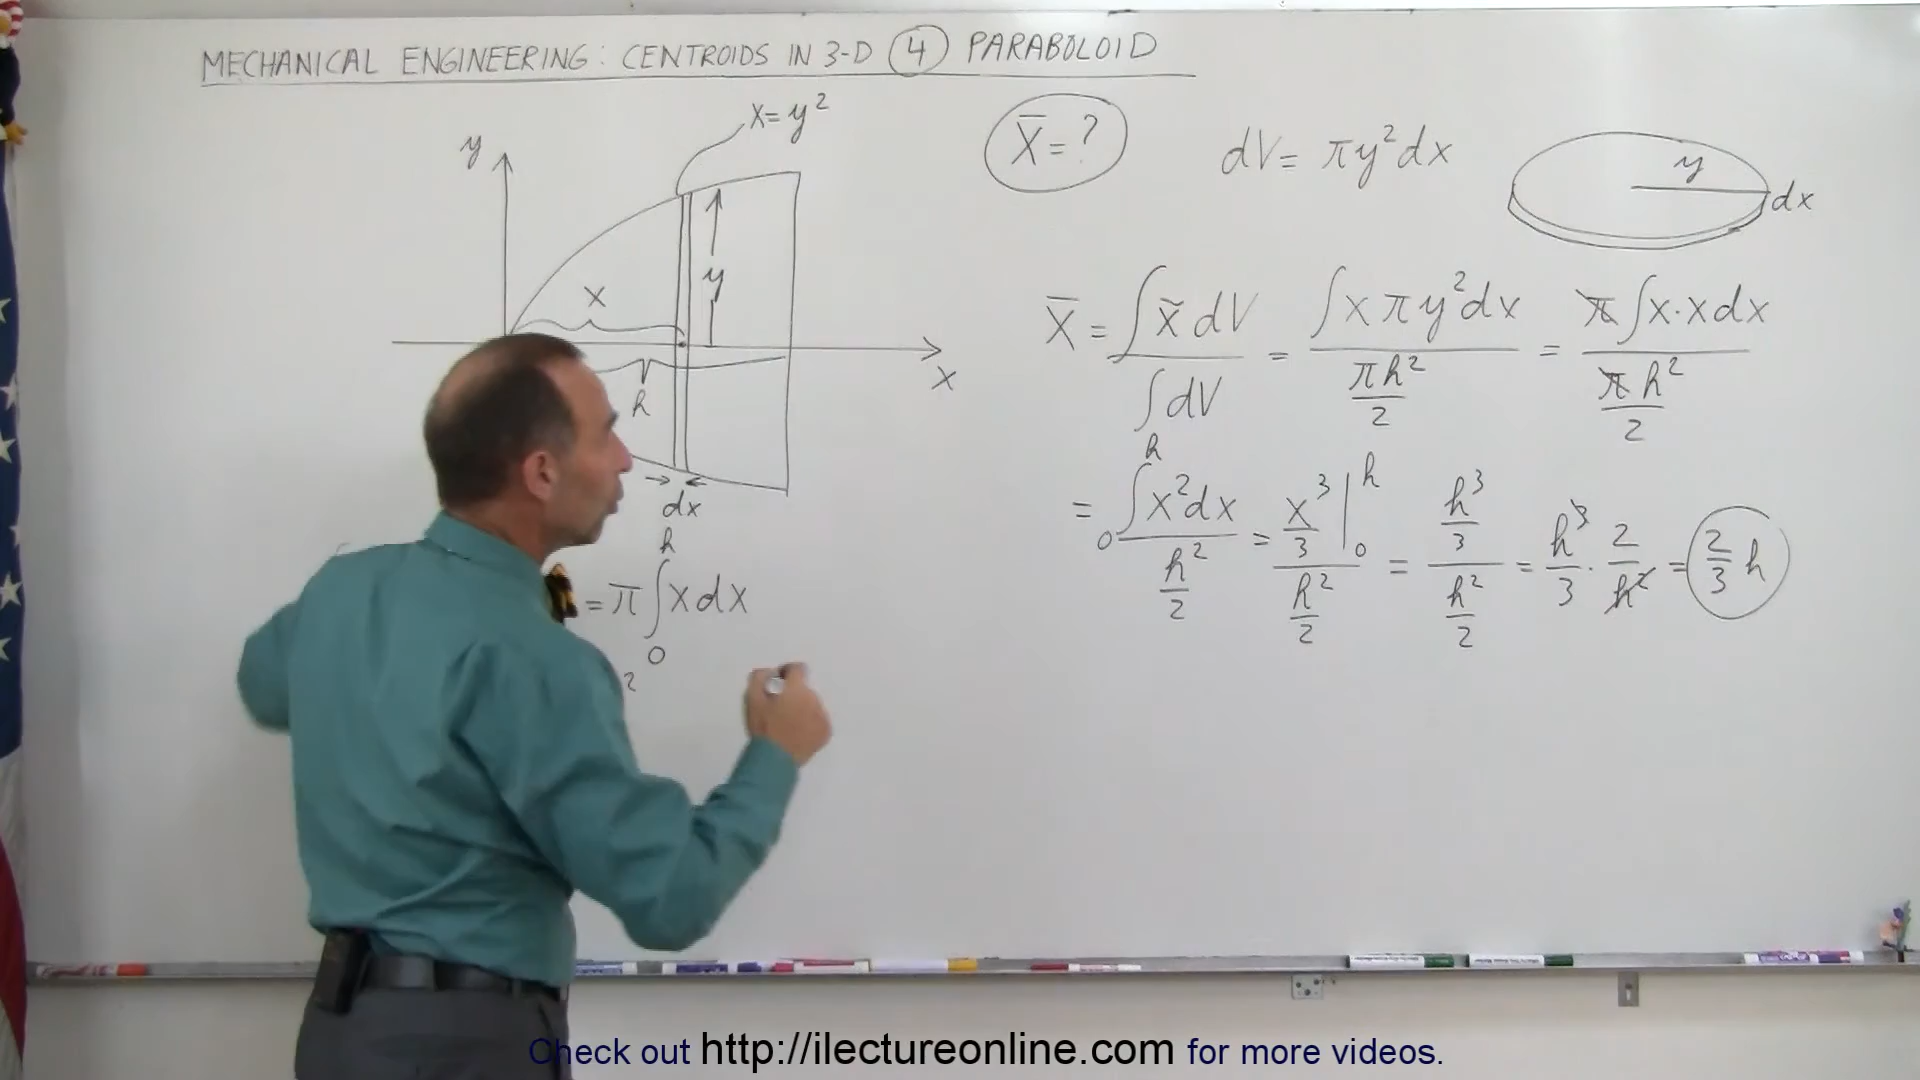 MECHANICAL ENGINEERING: CENTROIDS IN 3-D ④ PARABOLOID
x=y²
y
X̄=?
dV= πy²dx
y
dx
x
y
x
h
dx
X̄ = ∫x̃dV / ∫dV = ∫xπy²dx / (πh²/2) = π∫x·xdx / (πh²/2)
= ₀∫ʰ x²dx / (h²/2) = x³/3 |₀ʰ / (h²/2) = (h³/3) / (h²/2) = h³/3 · 2/h² = 2/3 h
=π ∫₀ʰ xdx
2
Check out http://ilectureonline.com for more videos.